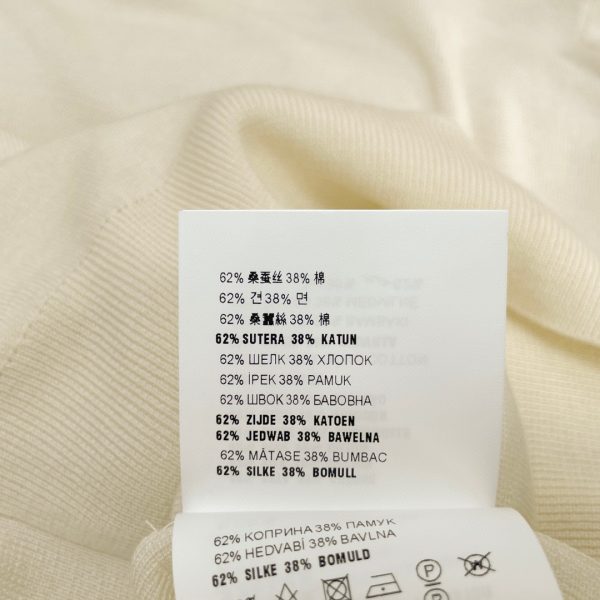 62% 桑蚕丝 38% 棉
62% 견 38% 면
62% 桑蠶絲 38% 棉
62% SUTERA 38% KATUN
62% ШЕЛК 38% ХЛОПОК
62% İPEK 38% PAMUK
62% ШВОК 38% БАВОВНА
62% ZIJDE 38% KATOEN
62% JEDWAB 38% BAWELNA
62% MĂTASE 38% BUMBAC
62% SILKE 38% BOMULL
62% КОПРИНА 38% ПАМУК
62% HEDVABÍ 38% BAVLNA
62% SILKE 38% BOMULD